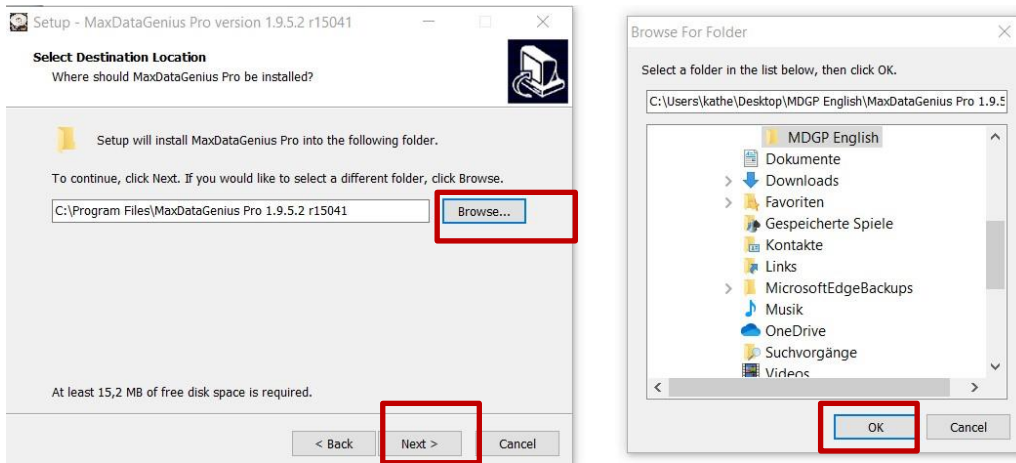 Setup - MaxDataGenius Pro version 1.9.5.2 r15041
Select Destination Location
Where should MaxDataGenius Pro be installed?
Setup will install MaxDataGenius Pro into the following folder.
To continue, click Next. If you would like to select a different folder, click Browse.
C:\Program Files\MaxDataGenius Pro 1.9.5.2 r15041
Browse...
At least 15,2 MB of free disk space is required.
< Back
Next >
Cancel
Browse For Folder
Select a folder in the list below, then click OK.
C:\Users\kathe\Desktop\MDGP English\MaxDataGenius Pro 1.9.5
MDGP English
Dokumente
Downloads
Favoriten
Gespeicherte Spiele
Kontakte
Links
MicrosoftEdgeBackups
Musik
OneDrive
Suchvorgänge
Videos
OK
Cancel